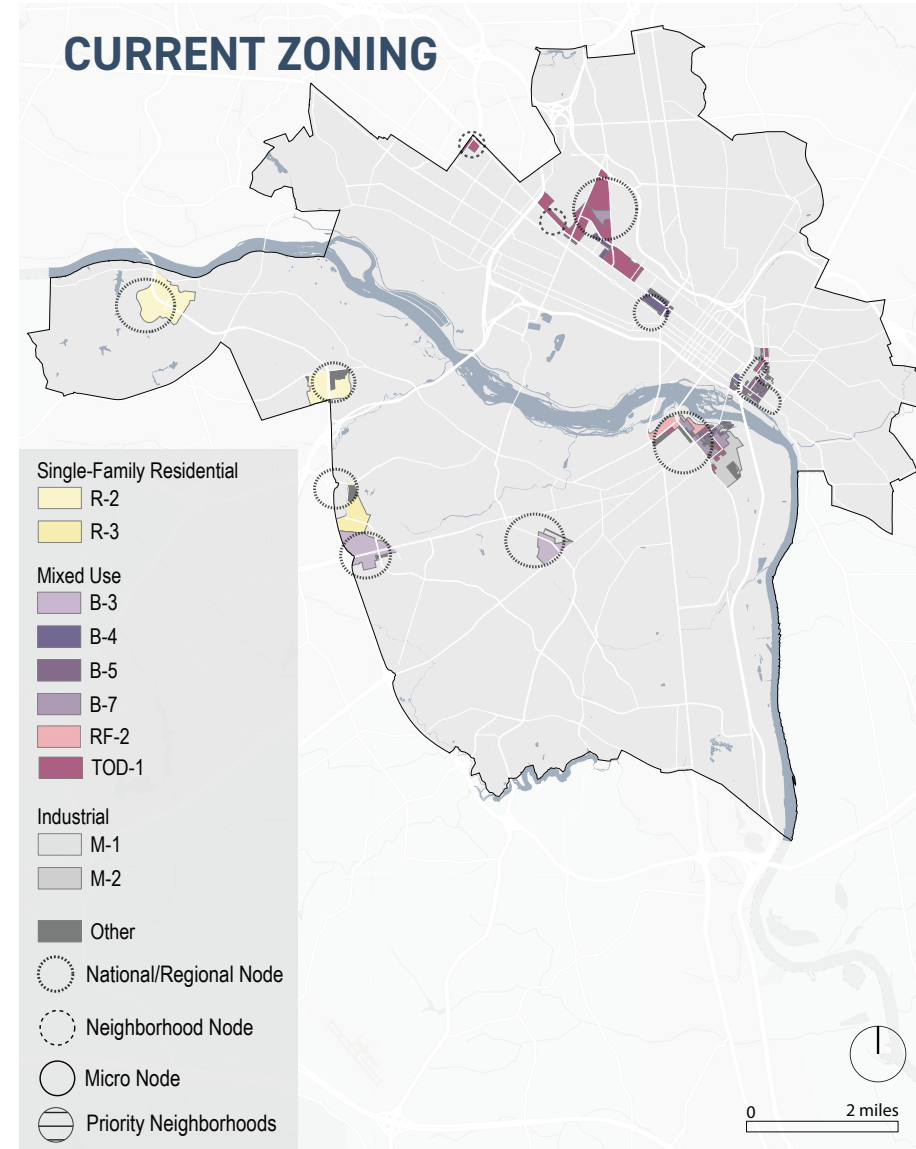 CURRENT ZONING
Single-Family Residential
R-2
R-3
Mixed Use
B-3
B-4
B-5
B-7
RF-2
TOD-1
Industrial
M-1
M-2
Other
National/Regional Node
Neighborhood Node
Micro Node
Priority Neighborhoods
0
2 miles